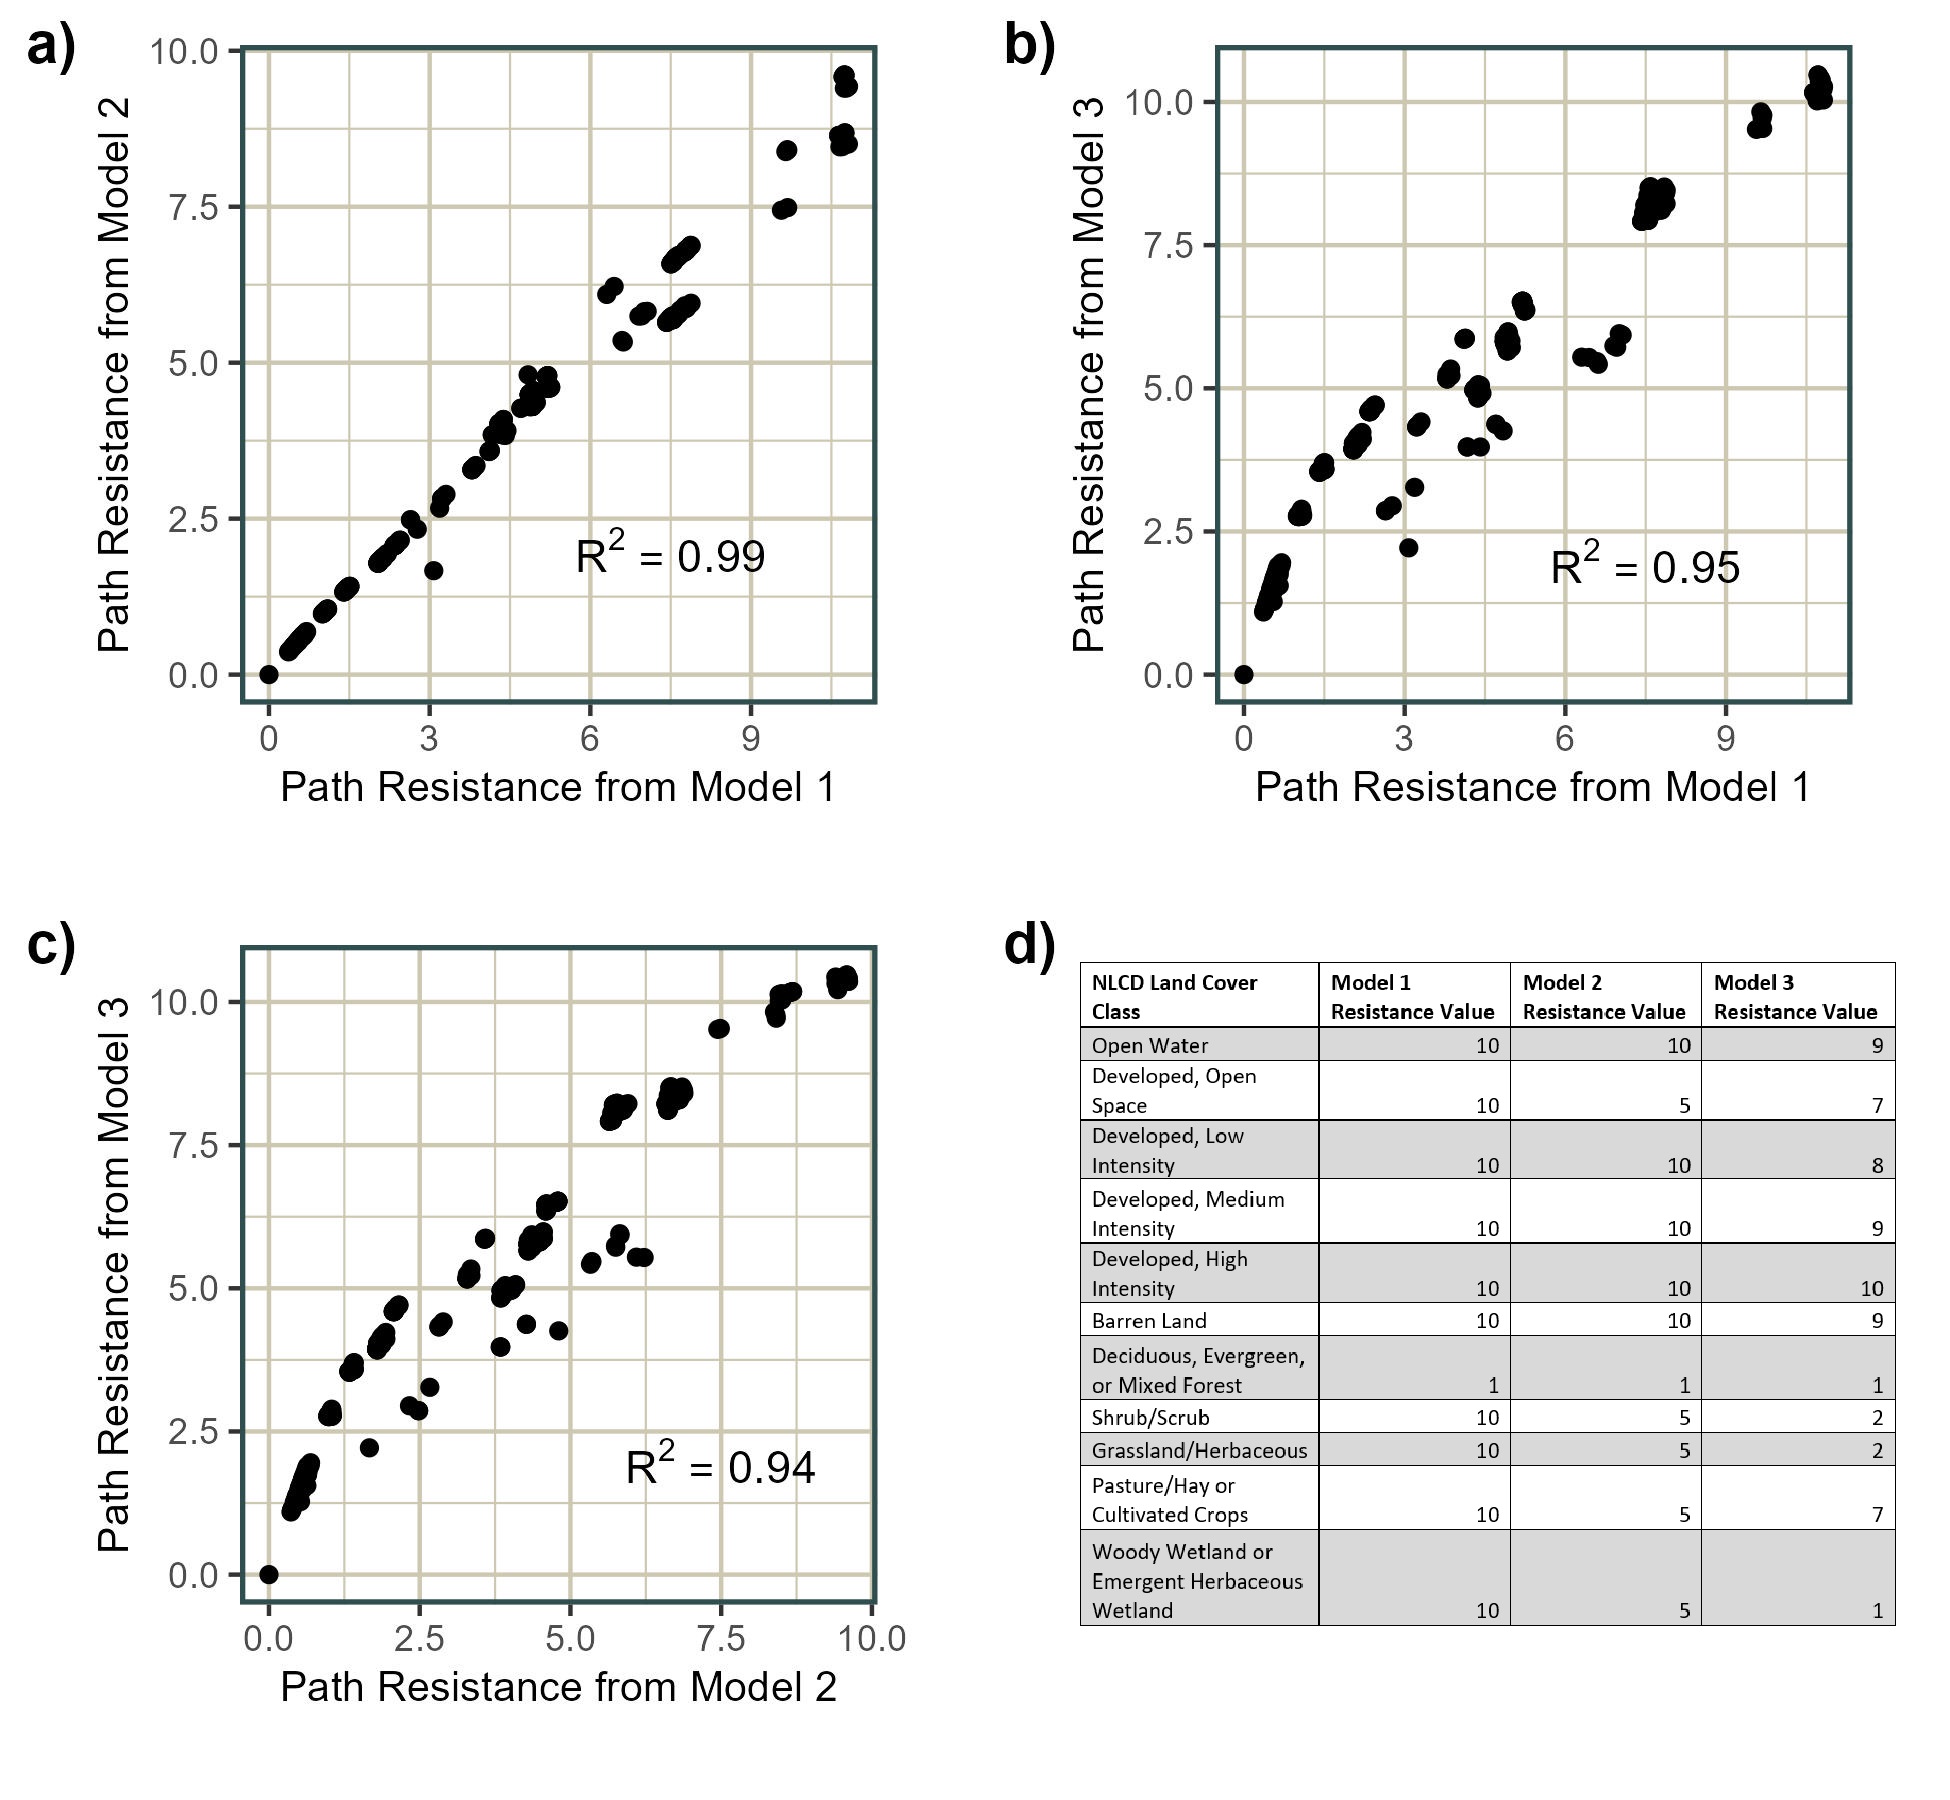 a)
10.0
7.5
5.0
2.5
0.0
Path Resistance from Model 2
R2 = 0.99
0 3 6 9
Path Resistance from Model 1
b)
10.0
7.5
5.0
2.5
0.0
Path Resistance from Model 3
R2 = 0.95
0 3 6 9
Path Resistance from Model 1
c)
10.0
7.5
5.0
2.5
0.0
Path Resistance from Model 3
R2 = 0.94
0.0 2.5 5.0 7.5 10.0
Path Resistance from Model 2
d)
NLCD Land Cover Model 1 Model 2 Model 3
Class Resistance Value Resistance Value Resistance Value
Open Water 10 10 9
Developed, Open
Space 10 5 7
Developed, Low
Intensity 10 10 8
Developed, Medium
Intensity 10 10 9
Developed, High
Intensity 10 10 10
Barren Land 10 10 9
Deciduous, Evergreen,
or Mixed Forest 1 1 1
Shrub/Scrub 10 5 2
Grassland/Herbaceous 10 5 2
Pasture/Hay or
Cultivated Crops 10 5 7
Woody Wetland or
Emergent Herbaceous
Wetland 10 5 1